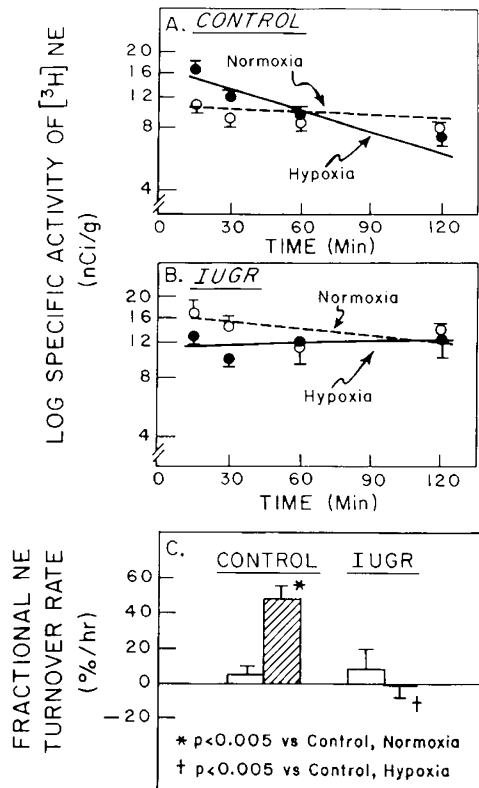 LOG SPECIFIC ACTIVITY OF [³H] NE
(nCi/g)
A. CONTROL
20
16
12
8
4
Normoxia
Hypoxia
30 60 90 120
TIME (Min)
B. IUGR
20
16
12
8
4
Normoxia
Hypoxia
30 60 90 120
TIME (Min)
FRACTIONAL NE
TURNOVER RATE
(%/hr)
C.
CONTROL IUGR
60
40
20
0
-20
*
†
* p<0.005 vs Control, Normoxia
† p<0.005 vs Control, Hypoxia